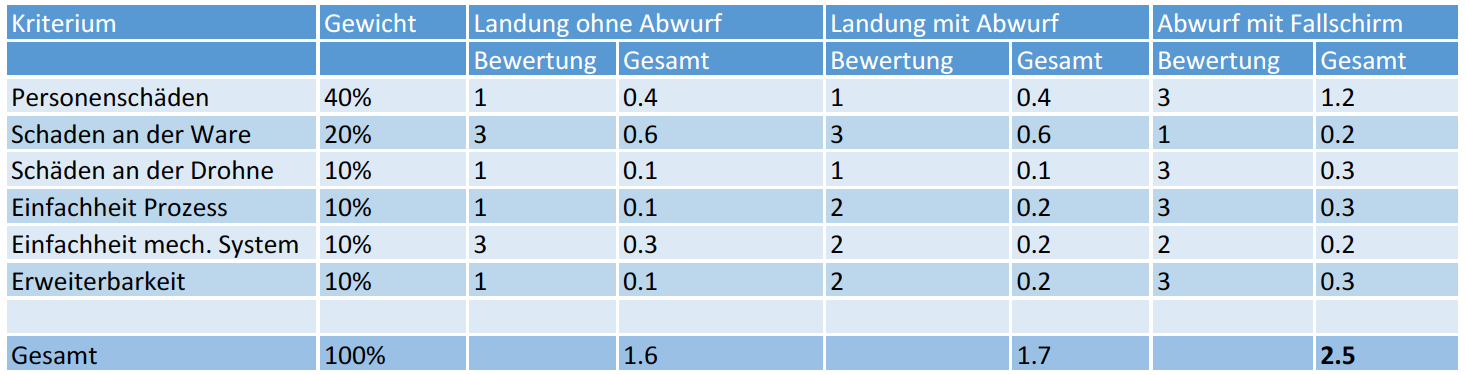 Kriterium Gewicht Landung ohne Abwurf Landung mit Abwurf Abwurf mit Fallschirm
Bewertung Gesamt Bewertung Gesamt Bewertung Gesamt
Personenschäden 40% 1 0.4 1 0.4 3 1.2
Schaden an der Ware 20% 3 0.6 3 0.6 1 0.2
Schäden an der Drohne 10% 1 0.1 1 0.1 3 0.3
Einfachheit Prozess 10% 1 0.1 2 0.2 3 0.3
Einfachheit mech. System 10% 3 0.3 2 0.2 2 0.2
Erweiterbarkeit 10% 1 0.1 2 0.2 3 0.3
Gesamt 100% 1.6 1.7 2.5